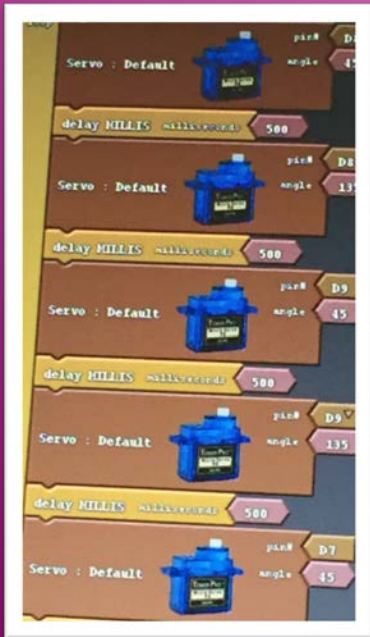 loop
pin#
Servo : Default angle 45
delay MILLIS milliseconds 500
pin# D8
Servo : Default angle 135
delay MILLIS milliseconds 500
pin# D9
Servo : Default angle 45
delay MILLIS milliseconds 500
pin# D9
Servo : Default angle 135
delay MILLIS milliseconds 500
pin# D7
Servo : Default angle 45